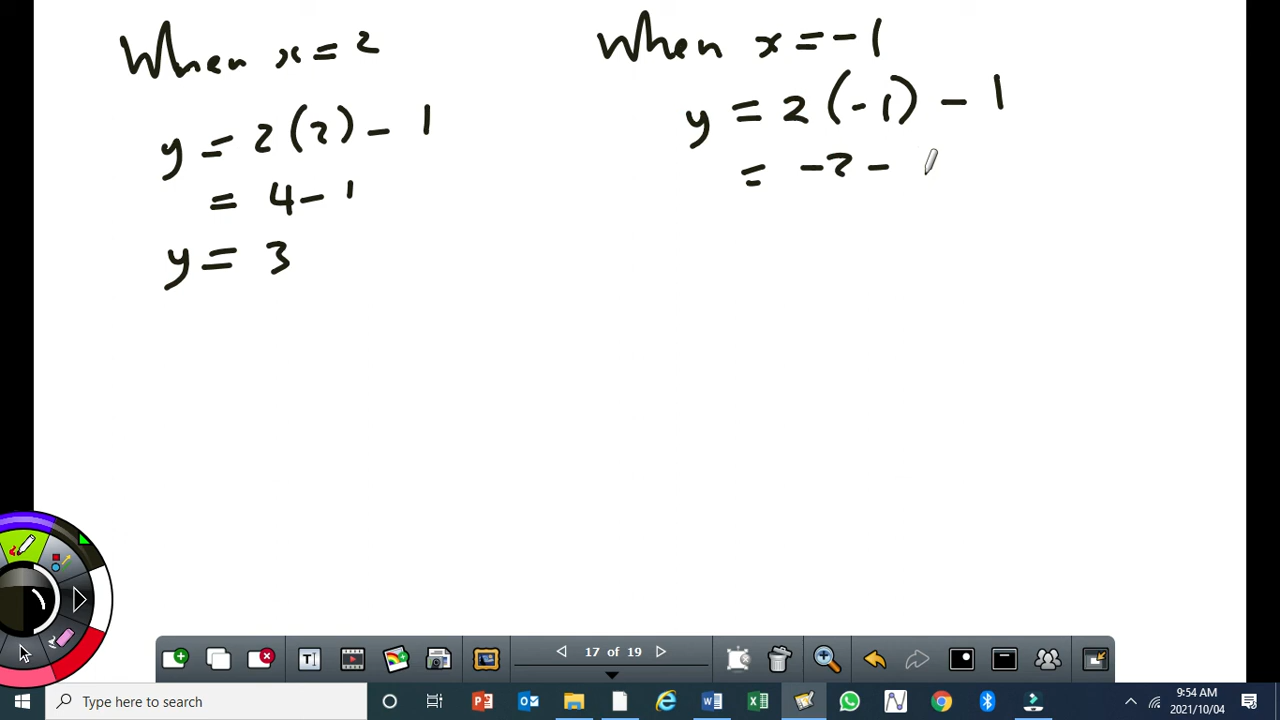 When x = 2
y = 2(2) - 1
= 4 - 1
y = 3
When x = -1
y = 2(-1) - 1
= -2 -
17 of 19
Type here to search
9:54 AM
2021/10/04